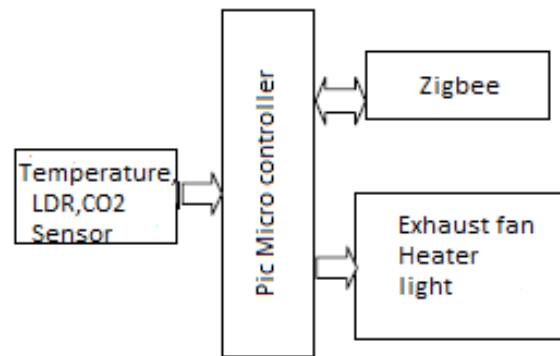 Temperature,
LDR,CO2
Sensor
Pic Micro controller
Zigbee
Exhaust fan
Heater
light